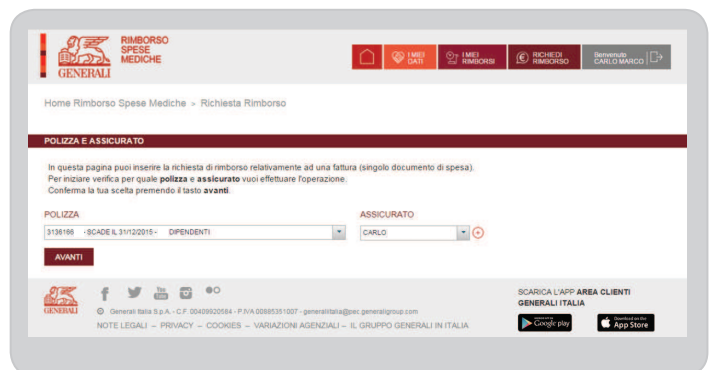 RIMBORSO
SPESE
MEDICHE
GENERALI
I MIEI
DATI
I MIEI
RIMBORSI
RICHIEDI
RIMBORSO
Benvenuto
CARLO MARCO
Home Rimborso Spese Mediche » Richiesta Rimborso
POLIZZA E ASSICURATO
In questa pagina puoi inserire la richiesta di rimborso relativamente ad una fattura (singolo documento di spesa).
Per iniziare verifica per quale polizza e assicurato vuoi effettuare l'operazione.
Conferma la tua scelta premendo il tasto avanti.
POLIZZA ASSICURATO
3136166 - SCADE IL 31/12/2015 - DIPENDENTI CARLO
AVANTI
GENERALI
You
Tube
SCARICA L'APP AREA CLIENTI
GENERALI ITALIA
© Generali Italia S.p.A. - C.F. 00409920584 - P.IVA 00885351007 - generaliitalia@pec.generaligroup.com
NOTE LEGALI – PRIVACY – COOKIES – VARIAZIONI AGENZIALI – IL GRUPPO GENERALI IN ITALIA
Google play
Download on the
App Store